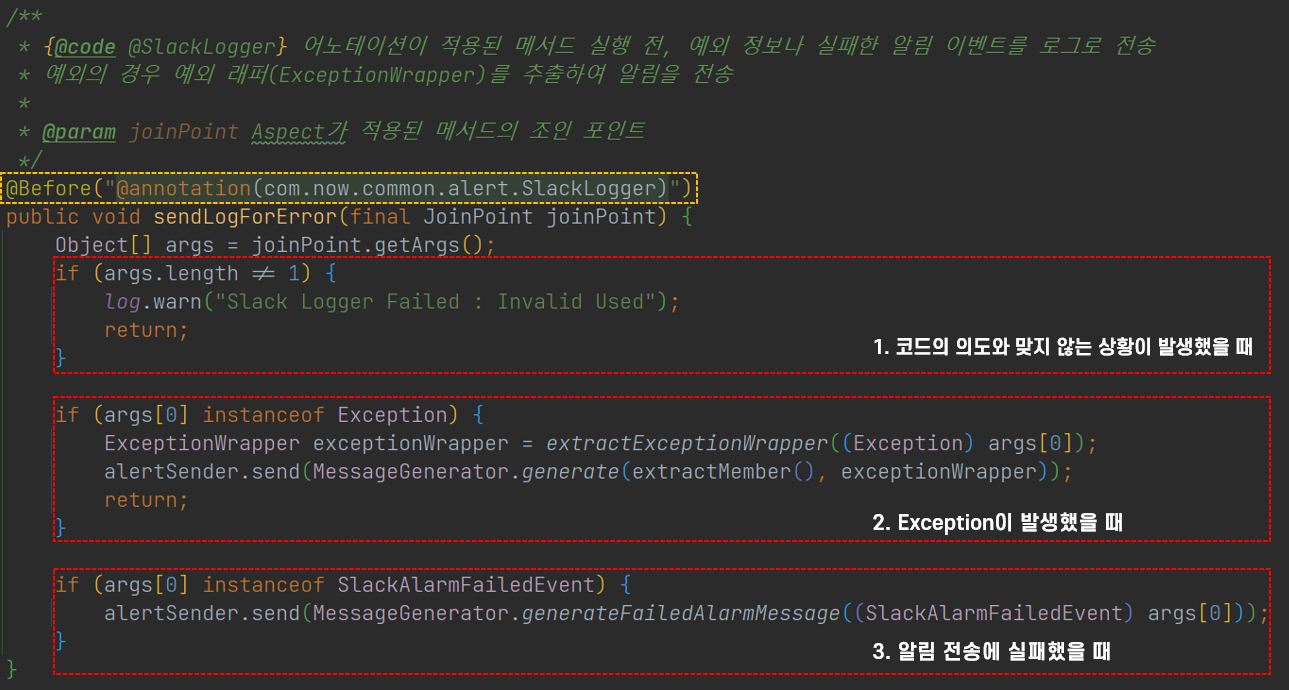 /**
* {@code @SlackLogger} 어노테이션이 적용된 메서드 실행 전, 예외 정보나 실패한 알림 이벤트를 로그로 전송
* 예외의 경우 예외 래퍼(ExceptionWrapper)를 추출하여 알림을 전송
*
* @param joinPoint Aspect가 적용된 메서드의 조인 포인트
*/
@Before("@annotation(com.now.common.alert.SlackLogger)")
public void sendLogForError(final JoinPoint joinPoint) {
Object[] args = joinPoint.getArgs();
if (args.length ≠ 1) {
log.warn("Slack Logger Failed : Invalid Used");
return;
}
1. 코드의 의도와 맞지 않는 상황이 발생했을 때
if (args[0] instanceof Exception) {
ExceptionWrapper exceptionWrapper = extractExceptionWrapper((Exception) args[0]);
alertSender.send(MessageGenerator.generate(extractMember(), exceptionWrapper));
return;
}
2. Exception이 발생했을 때
if (args[0] instanceof SlackAlarmFailedEvent) {
alertSender.send(MessageGenerator.generateFailedAlarmMessage((SlackAlarmFailedEvent) args[0]));
}
3. 알림 전송에 실패했을 때
}